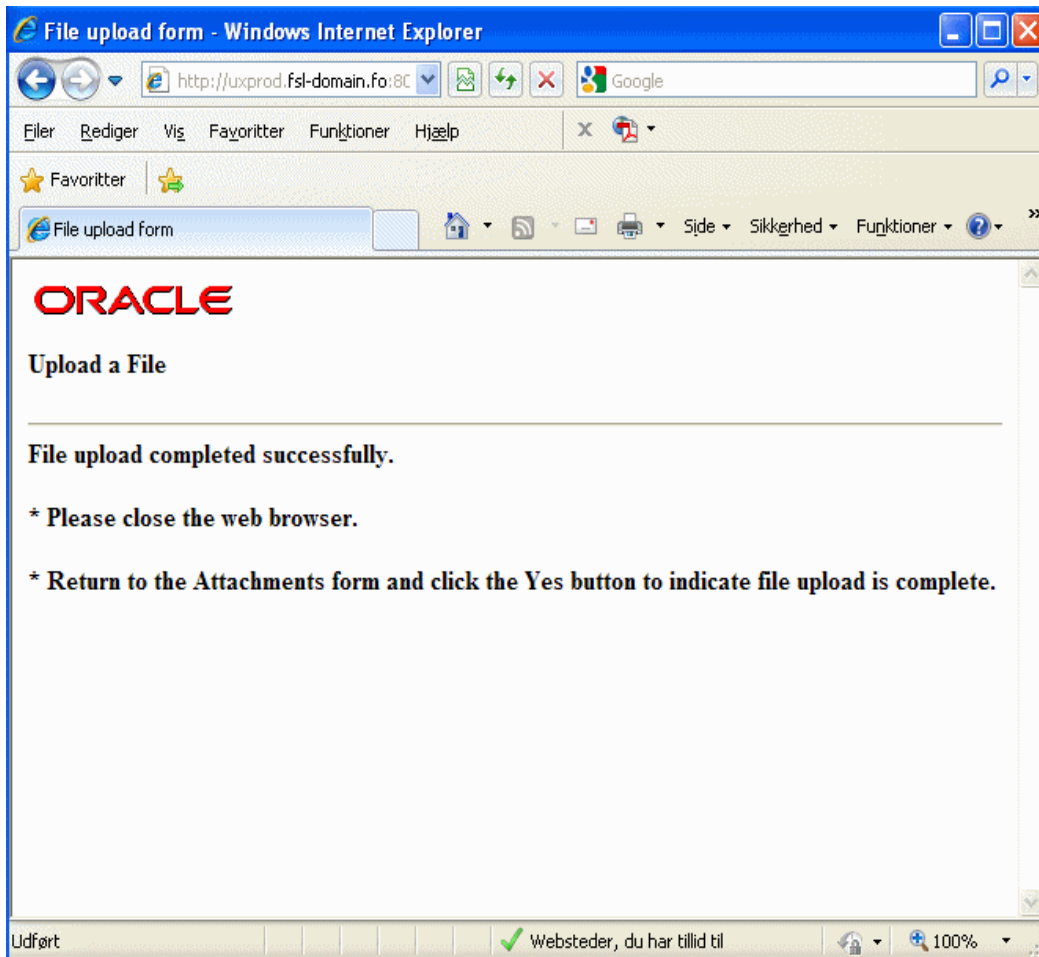 File upload form - Windows Internet Explorer
http://uxprod.fsl-domain.fo:80
Google
Filer Rediger Vis Favoritter Funktioner Hjælp
Favoritter
File upload form
Side Sikkerhed Funktioner
ORACLE
Upload a File
File upload completed successfully.
* Please close the web browser.
* Return to the Attachments form and click the Yes button to indicate file upload is complete.
Udført Websteder, du har tillid til 100%